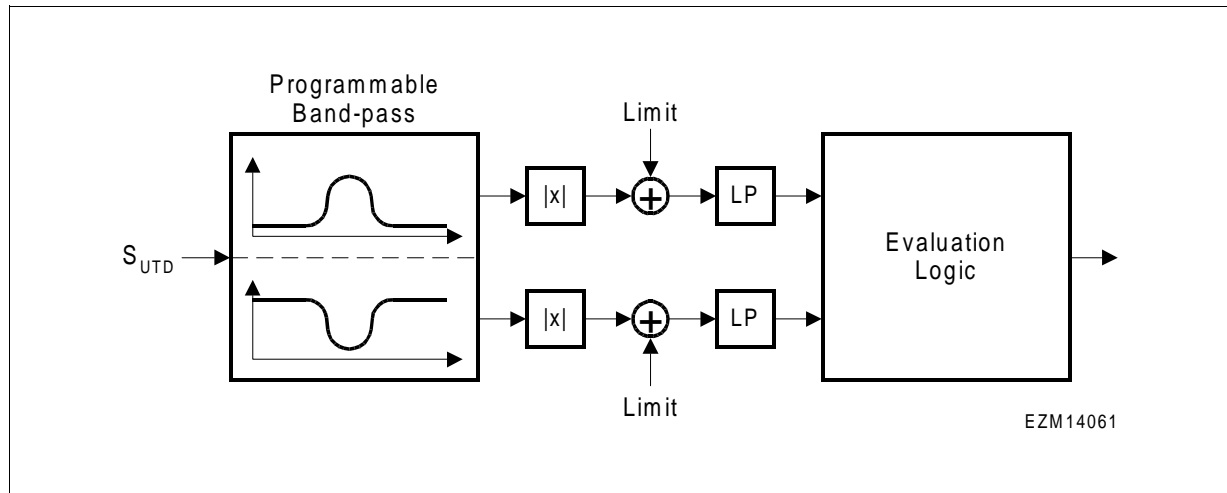 Programmable
Band-pass
Limit
|x|
+
LP
S_UTD
Evaluation
Logic
|x|
+
LP
Limit
EZM14061